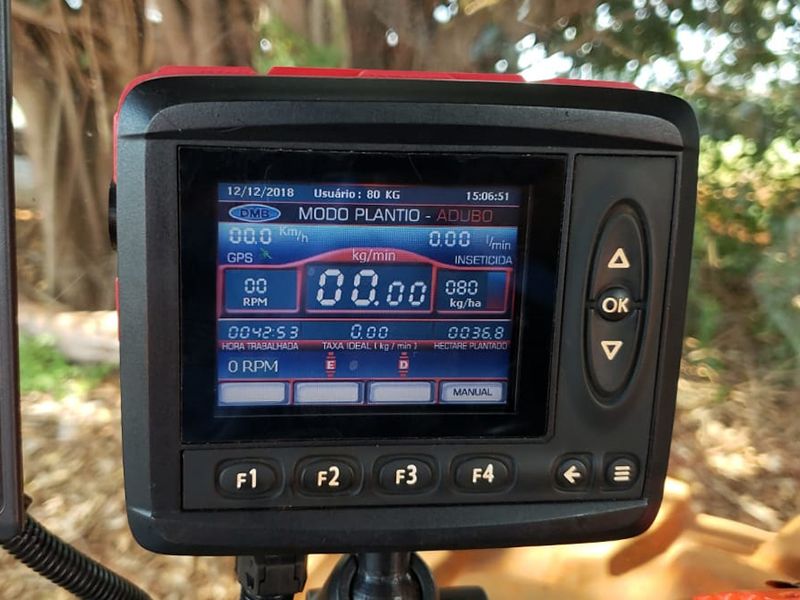 12/12/2018 Usuário : 80 KG 15:06:51
DMB MODO PLANTIO - ADUBO
00.0 Km/h 0.00 l/min
GPS kg/min INSETICIDA
00 RPM 00.00 080 kg/ha
0042:53 0.00 0036.8
HORA TRABALHADA TAXA IDEAL ( kg / min ) HECTARE PLANTADO
0 RPM E D
MANUAL
OK
F1 F2 F3 F4